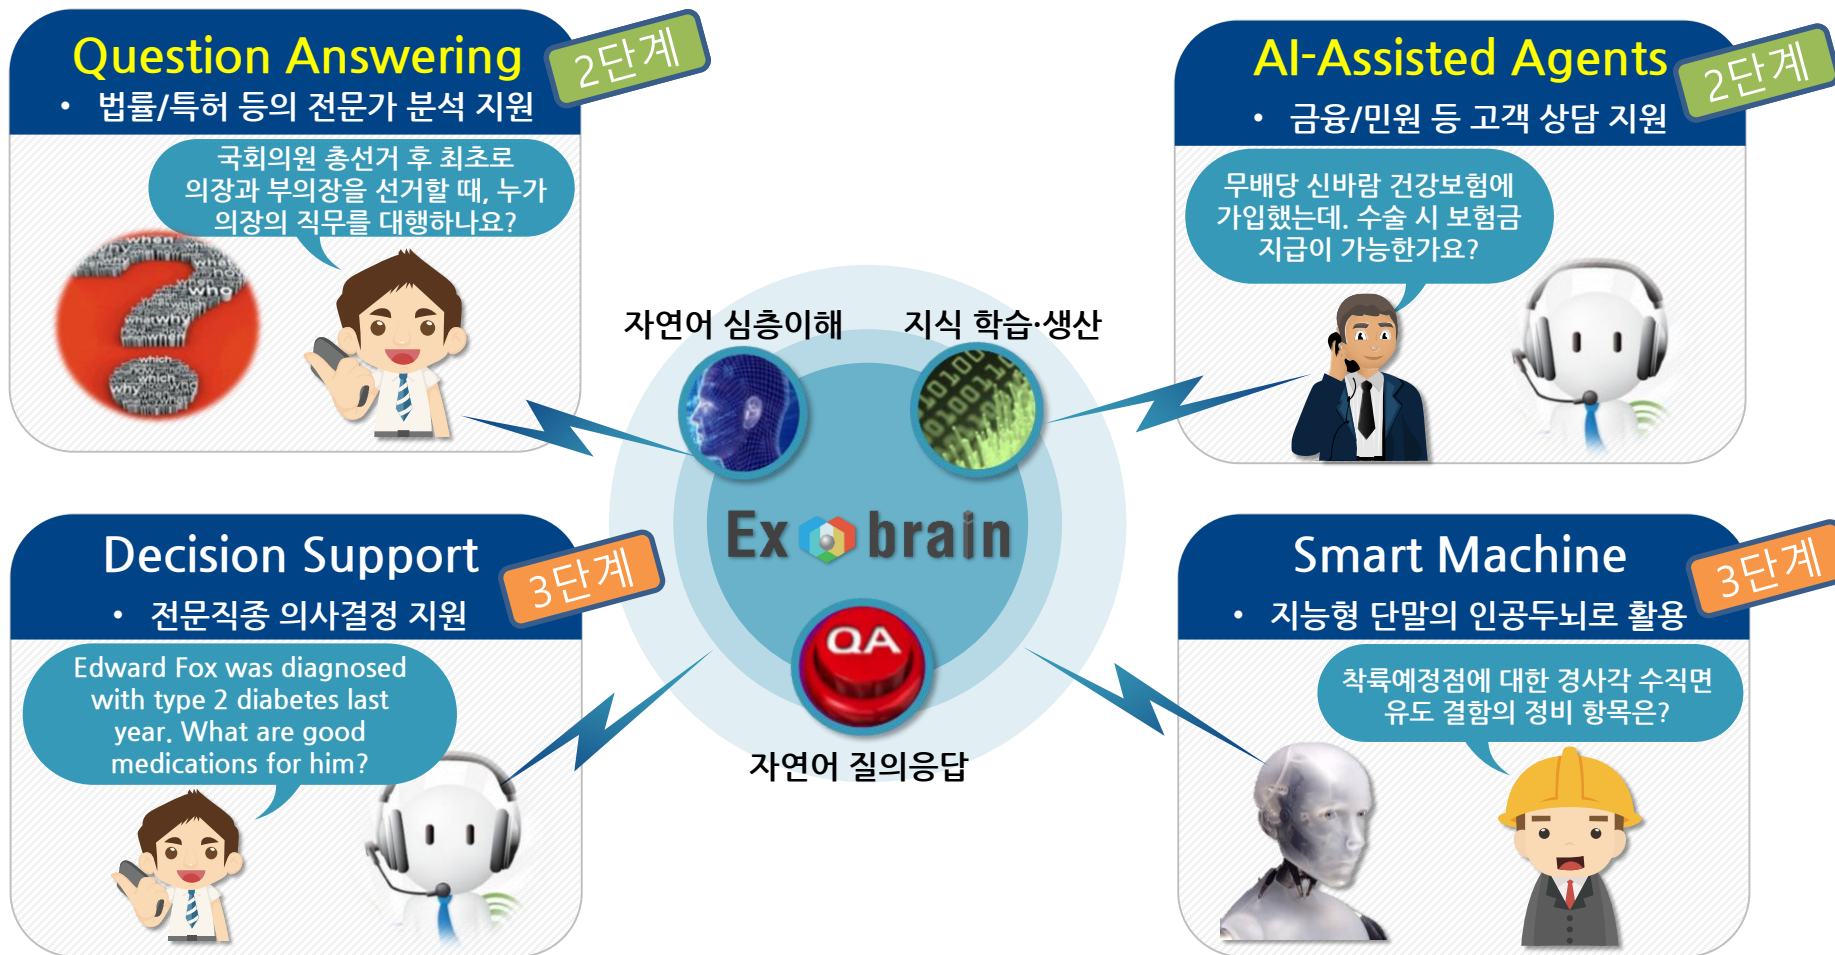 Question Answering
2단계
• 법률/특허 등의 전문가 분석 지원
국회의원 총선거 후 최초로
의장과 부의장을 선거할 때, 누가
의장의 직무를 대행하나요?
AI-Assisted Agents
2단계
• 금융/민원 등 고객 상담 지원
무배당 신바람 건강보험에
가입했는데. 수술 시 보험금
지급이 가능한가요?
자연어 심층이해
지식 학습·생산
Exobrain
QA
자연어 질의응답
Decision Support
3단계
• 전문직종 의사결정 지원
Edward Fox was diagnosed
with type 2 diabetes last
year. What are good
medications for him?
Smart Machine
3단계
• 지능형 단말의 인공두뇌로 활용
착륙예정점에 대한 경사각 수직면
유도 결함의 정비 항목은?